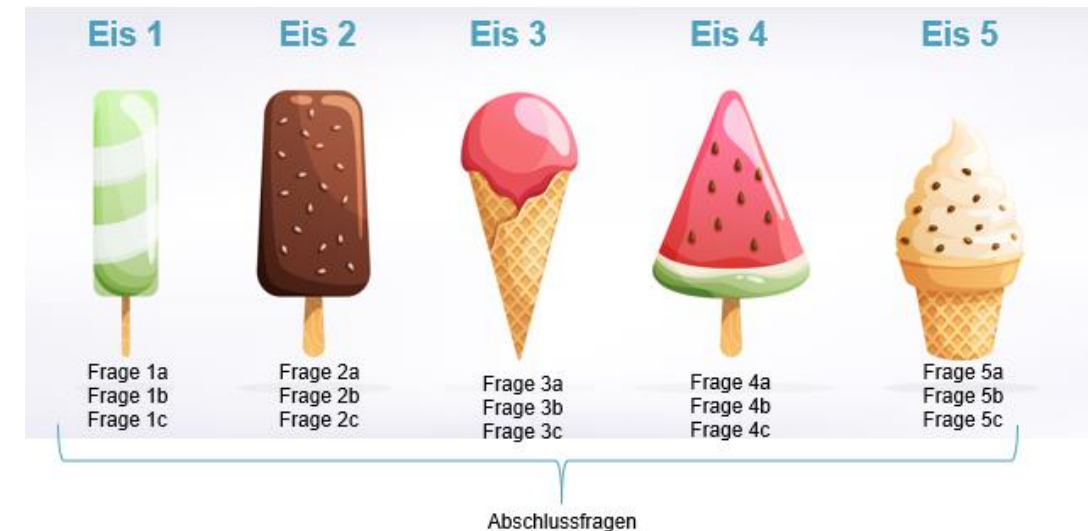 Eis 1 Eis 2 Eis 3 Eis 4 Eis 5
Frage 1a
Frage 1b
Frage 1c
Frage 2a
Frage 2b
Frage 2c
Frage 3a
Frage 3b
Frage 3c
Frage 4a
Frage 4b
Frage 4c
Frage 5a
Frage 5b
Frage 5c
Abschlussfragen